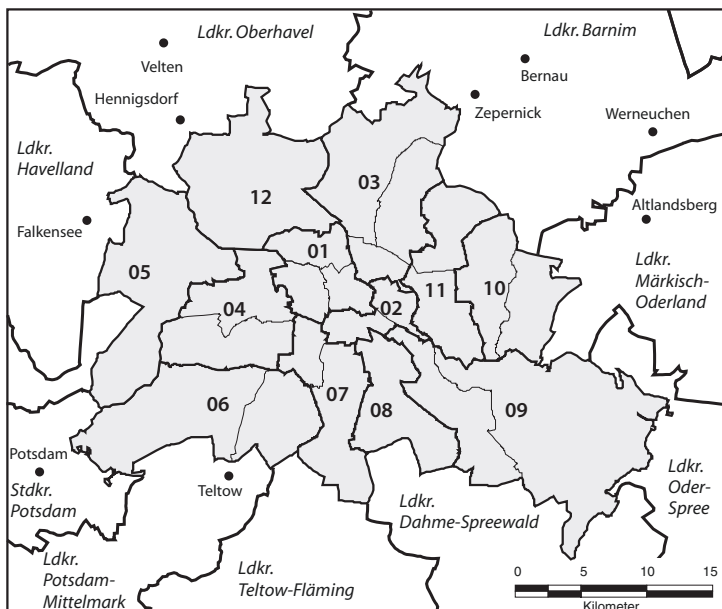 Ldkr. Oberhavel
Ldkr. Barnim
Velten
Bernau
Hennigsdorf
Zepernick
Werneuchen
Ldkr.
Havelland
03
12
Altlandsberg
Falkensee
01
Ldkr.
Märkisch-
Oderland
05
04
02
11
10
07
06
08
09
Potsdam
Stdkr.
Potsdam
Teltow
Ldkr.
Oder-
Spree
Ldkr.
Dahme-Spreewald
Ldkr.
Potsdam-
Mittelmark
Ldkr.
Teltow-Fläming
0 5 10 15
Kilometer